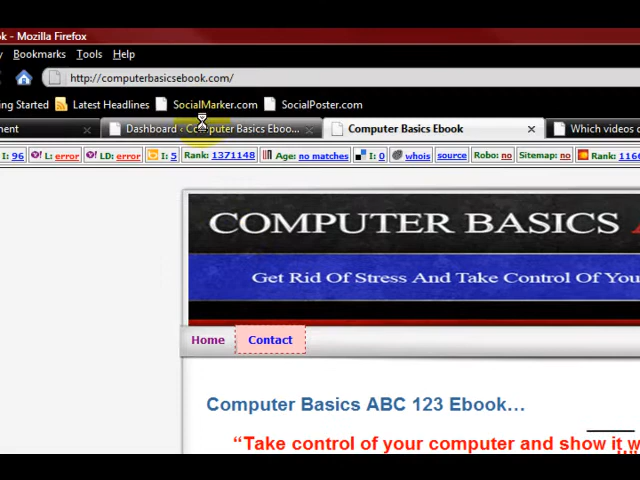 k - Mozilla Firefox
y Bookmarks Tools Help
http://computerbasicsebook.com/
ing Started Latest Headlines SocialMarker.com SocialPoster.com
ment Dashboard ‹ Computer Basics Eboo... Computer Basics Ebook Which videos c
I: 96 L: error LD: error I: 5 Rank: 1371148 Age: no matches I: 0 whois source Robo: no Sitemap: no Rank: 1166
COMPUTER BASICS A
Get Rid Of Stress And Take Control Of You
Home Contact
Computer Basics ABC 123 Ebook…
“Take control of your computer and show it w